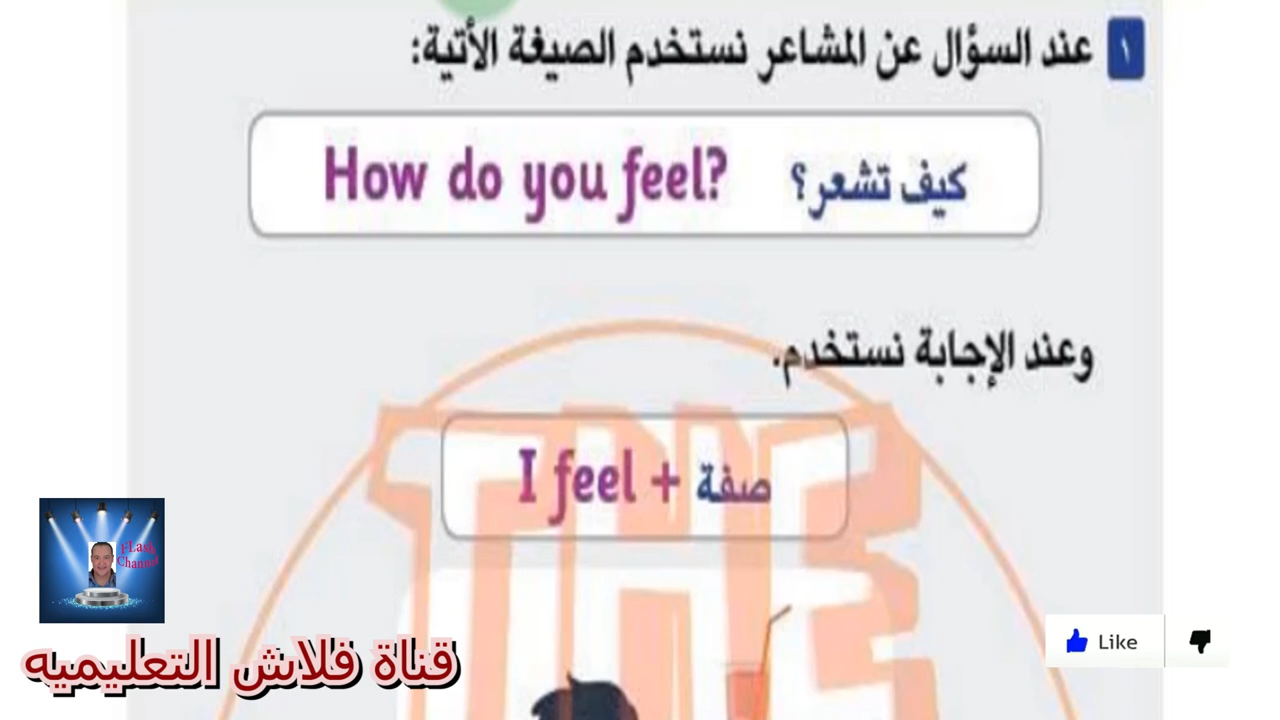 ١ عند السؤال عن المشاعر نستخدم الصيغة الأتية:
How do you feel? كيف تشعر؟
وعند الإجابة نستخدم.
I feel + صفة
THE
FLash
Channel
قناة فلاش التعليميه
Like